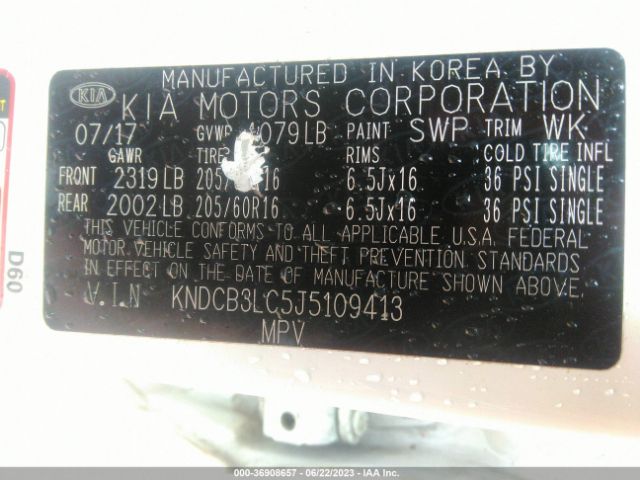 MANUFACTURED IN KOREA BY
KIA KIA MOTORS CORPORATION
07/17 GVWR 079LB PAINT SWP TRIM WK
GAWR TIRE RIMS COLD TIRE INFL
FRONT 2319 LB 205/ R16 6.5Jx16 36 PSI SINGLE
REAR 2002 LB 205/60R16 6.5Jx16 36 PSI SINGLE
THIS VEHICLE CONFORMS TO ALL APPLICABLE U.S.A. FEDERAL
MOTOR VEHICLE SAFETY AND THEFT PREVENTION STANDARDS
IN EFFECT ON THE DATE OF MANUFACTURE SHOWN ABOVE.
V.I.N KNDCB3LC5J5109413
MPV
D60
000-36908657 - 06/22/2023 - IAA Inc.